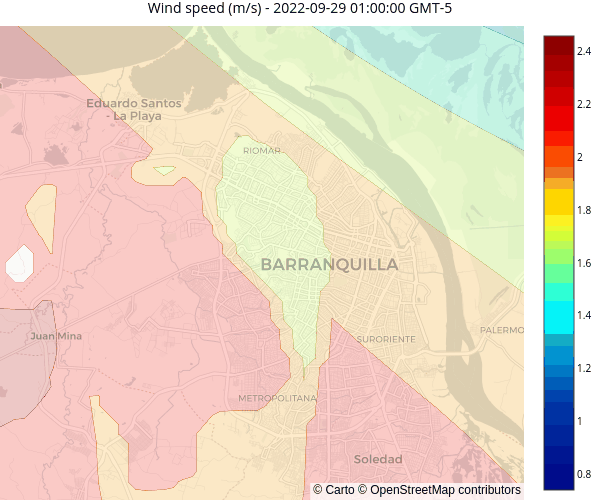 Wind speed (m/s) - 2022-09-29 01:00:00 GMT-5
Eduardo Santos
- La Playa
RIOMAR
BARRANQUILLA
Juan Mina
SURORIENTE
PALERMO
METROPOLITANA
Soledad
© Carto © OpenStreetMap contributors
2.4
2.2
2
1.8
1.6
1.4
1.2
1
0.8